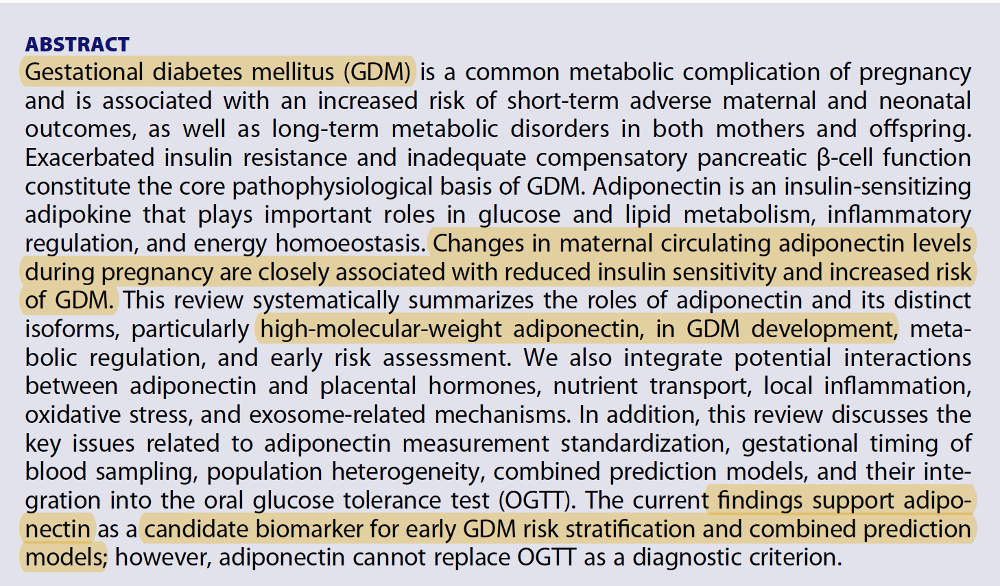 ABSTRACT
Gestational diabetes mellitus (GDM) is a common metabolic complication of pregnancy
and is associated with an increased risk of short-term adverse maternal and neonatal
outcomes, as well as long-term metabolic disorders in both mothers and offspring.
Exacerbated insulin resistance and inadequate compensatory pancreatic β-cell function
constitute the core pathophysiological basis of GDM. Adiponectin is an insulin-sensitizing
adipokine that plays important roles in glucose and lipid metabolism, inflammatory
regulation, and energy homoeostasis. Changes in maternal circulating adiponectin levels
during pregnancy are closely associated with reduced insulin sensitivity and increased risk
of GDM. This review systematically summarizes the roles of adiponectin and its distinct
isoforms, particularly high-molecular-weight adiponectin, in GDM development, meta-
bolic regulation, and early risk assessment. We also integrate potential interactions
between adiponectin and placental hormones, nutrient transport, local inflammation,
oxidative stress, and exosome-related mechanisms. In addition, this review discusses the
key issues related to adiponectin measurement standardization, gestational timing of
blood sampling, population heterogeneity, combined prediction models, and their inte-
gration into the oral glucose tolerance test (OGTT). The current findings support adipo-
nectin as a candidate biomarker for early GDM risk stratification and combined prediction
models; however, adiponectin cannot replace OGTT as a diagnostic criterion.